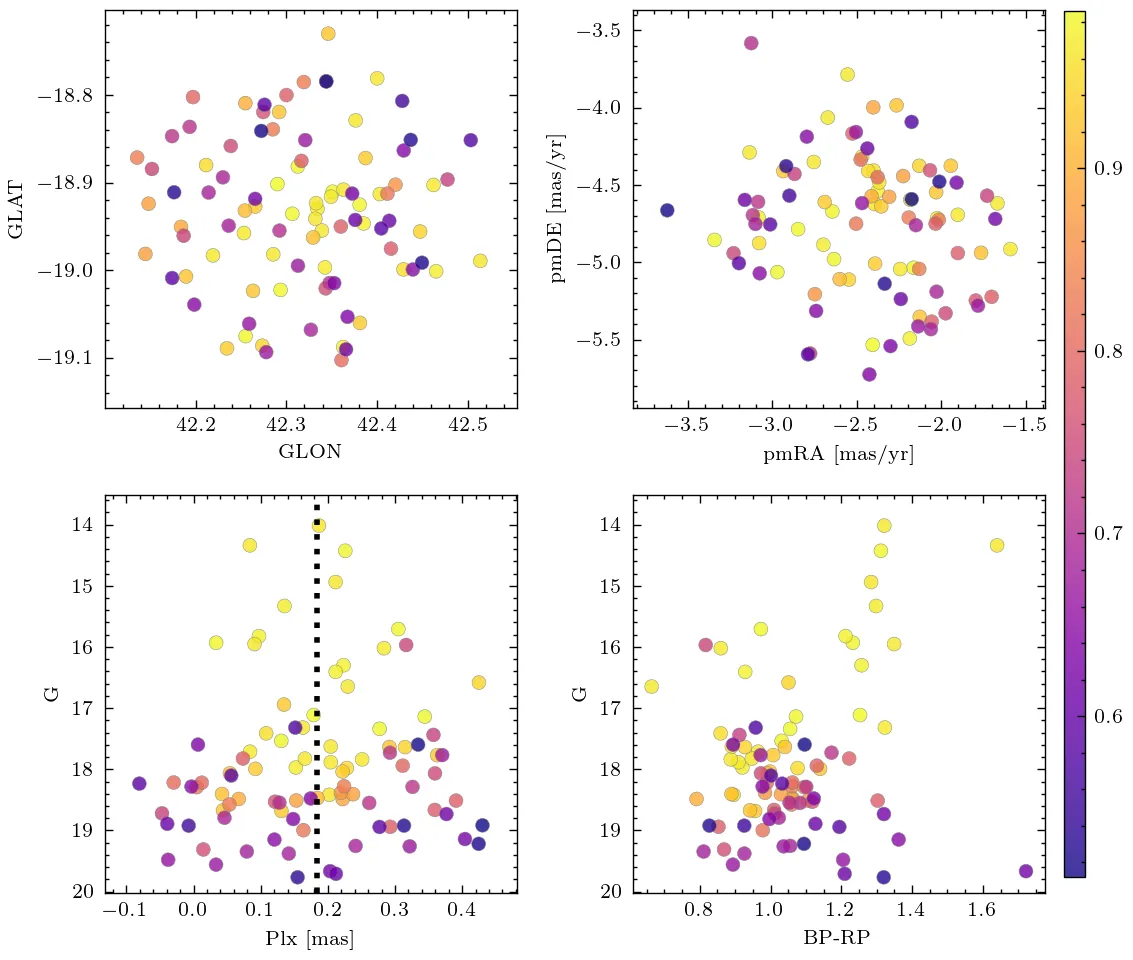 −18.8
−18.9
−19.0
−19.1
GLAT
42.2 42.3 42.4 42.5
GLON
−3.5
−4.0
−4.5
−5.0
−5.5
pmDE [mas/yr]
−3.5 −3.0 −2.5 −2.0 −1.5
pmRA [mas/yr]
14
15
16
17
18
19
20
G
−0.1 0.0 0.1 0.2 0.3 0.4
Plx [mas]
14
15
16
17
18
19
20
G
0.8 1.0 1.2 1.4 1.6
BP-RP
0.9
0.8
0.7
0.6